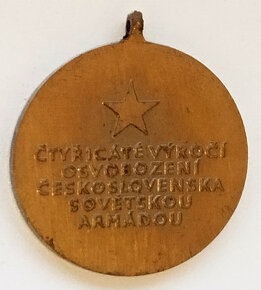 ČTYŘICÁTÉ VÝROČÍ
OSVOBOZENÍ
ČESKOSLOVENSKA
SOVĚTSKOU
ARMÁDOU